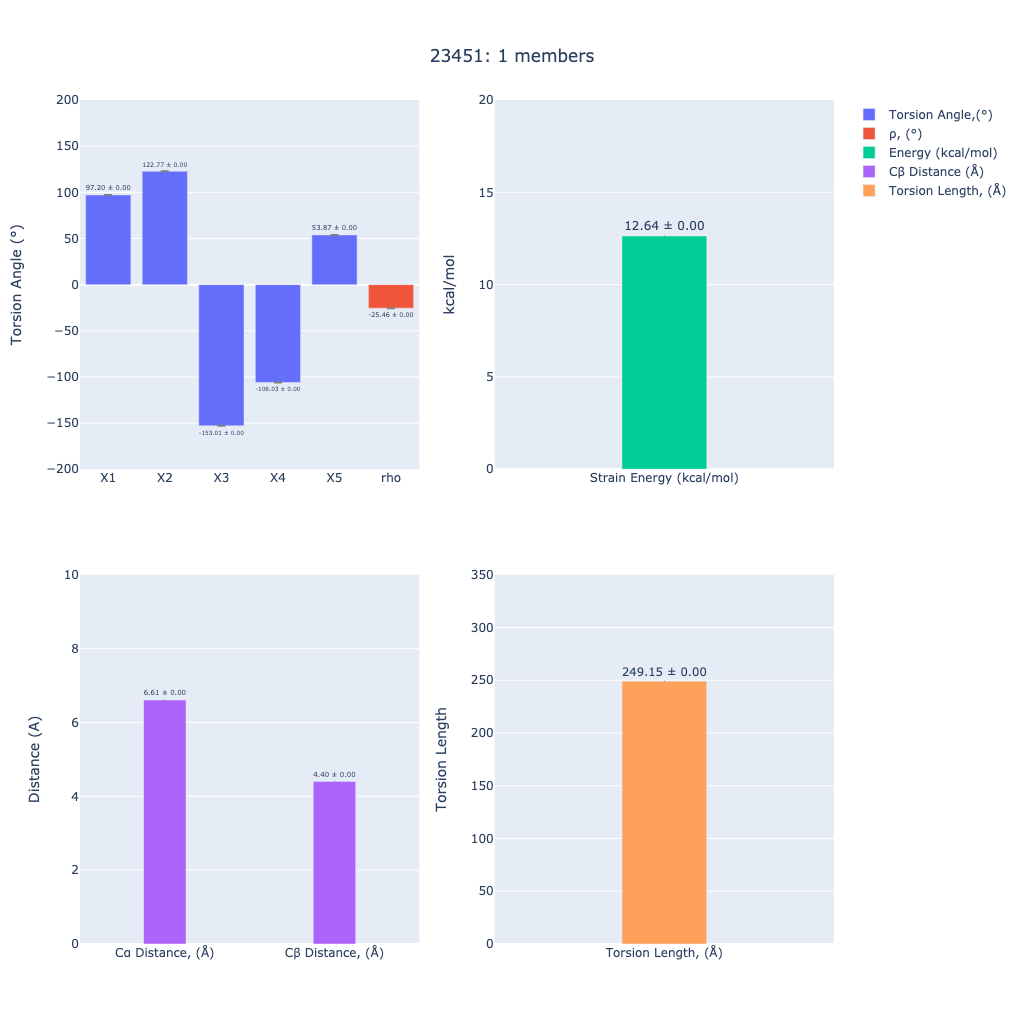 23451: 1 members
Torsion Angle,(°)
ρ, (°)
Energy (kcal/mol)
Cβ Distance (Å)
Torsion Length, (Å)
Torsion Angle (°)
200
150
100
50
0
−50
−100
−150
−200
97.20 ± 0.00
122.77 ± 0.00
-153.01 ± 0.00
-106.03 ± 0.00
53.87 ± 0.00
-25.46 ± 0.00
X1 X2 X3 X4 X5 rho
kcal/mol
20
15
10
5
0
12.64 ± 0.00
Strain Energy (kcal/mol)
Distance (A)
10
8
6
4
2
0
6.61 ± 0.00
4.40 ± 0.00
Cα Distance, (Å) Cβ Distance, (Å)
Torsion Length
350
300
250
200
150
100
50
0
249.15 ± 0.00
Torsion Length, (Å)